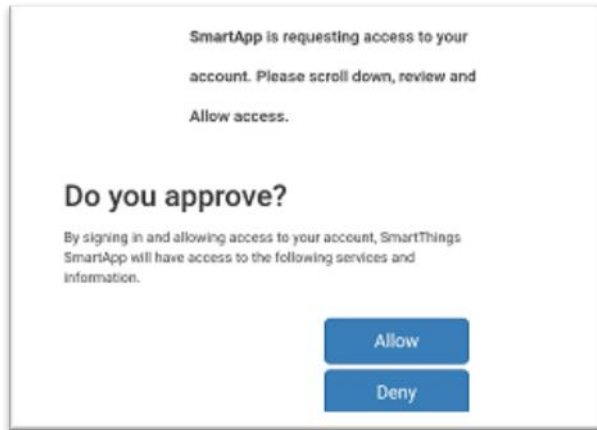 SmartApp is requesting access to your
account. Please scroll down, review and
Allow access.
Do you approve?
By signing in and allowing access to your account, SmartThings
SmartApp will have access to the following services and
information.
Allow
Deny